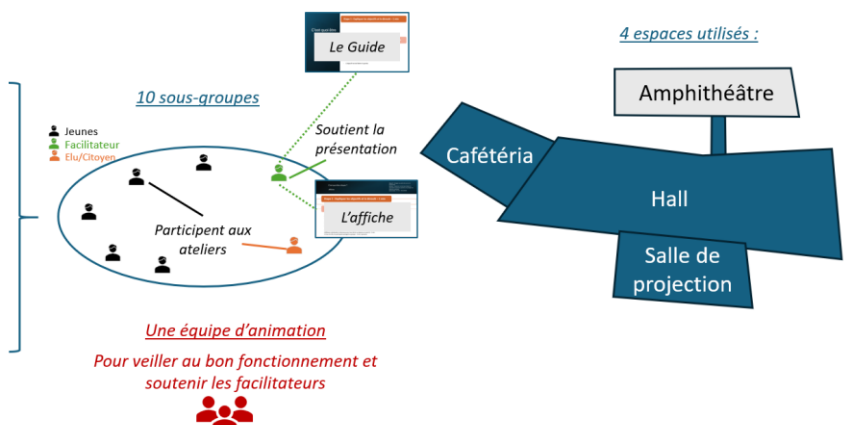 Le Guide
10 sous-groupes
Jeunes
Facilitateur
Elu/Citoyen
Soutient la
présentation
L'affiche
Participent aux
ateliers
Une équipe d'animation
Pour veiller au bon fonctionnement et
soutenir les facilitateurs
4 espaces utilisés :
Amphithéâtre
Cafétéria
Hall
Salle de
projection